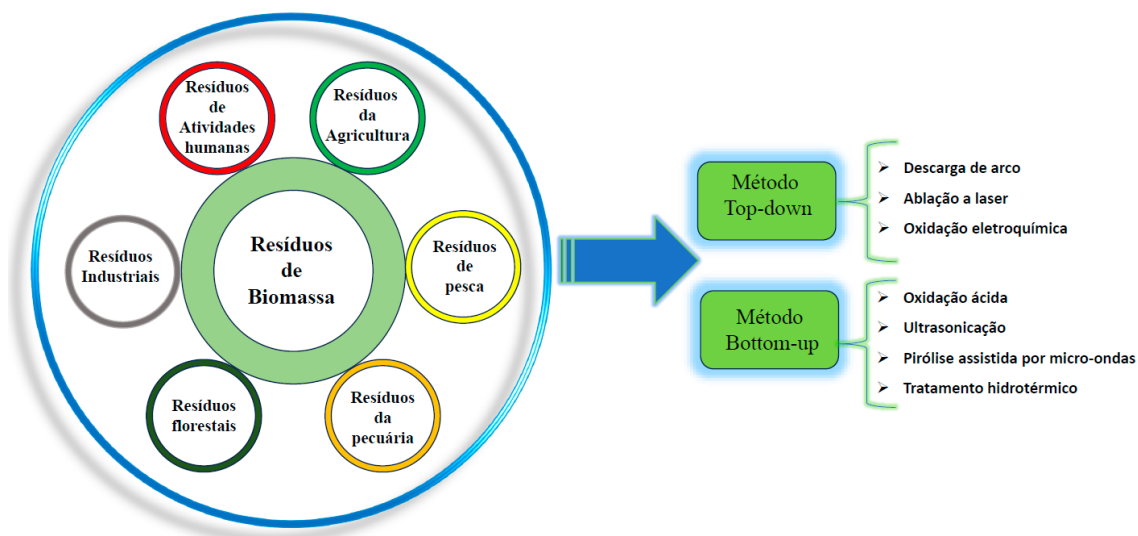 Resíduos
de
Atividades
humanas
Resíduos
da
Agricultura
Resíduos
Industriais
Resíduos
de
Biomassa
Resíduos
de
pesca
Resíduos
florestais
Resíduos
da
pecuária
Método
Top-down
➢ Descarga de arco
➢ Ablação a laser
➢ Oxidação eletroquímica
Método
Bottom-up
➢ Oxidação ácida
➢ Ultrasonicação
➢ Pirólise assistida por micro-ondas
➢ Tratamento hidrotérmico